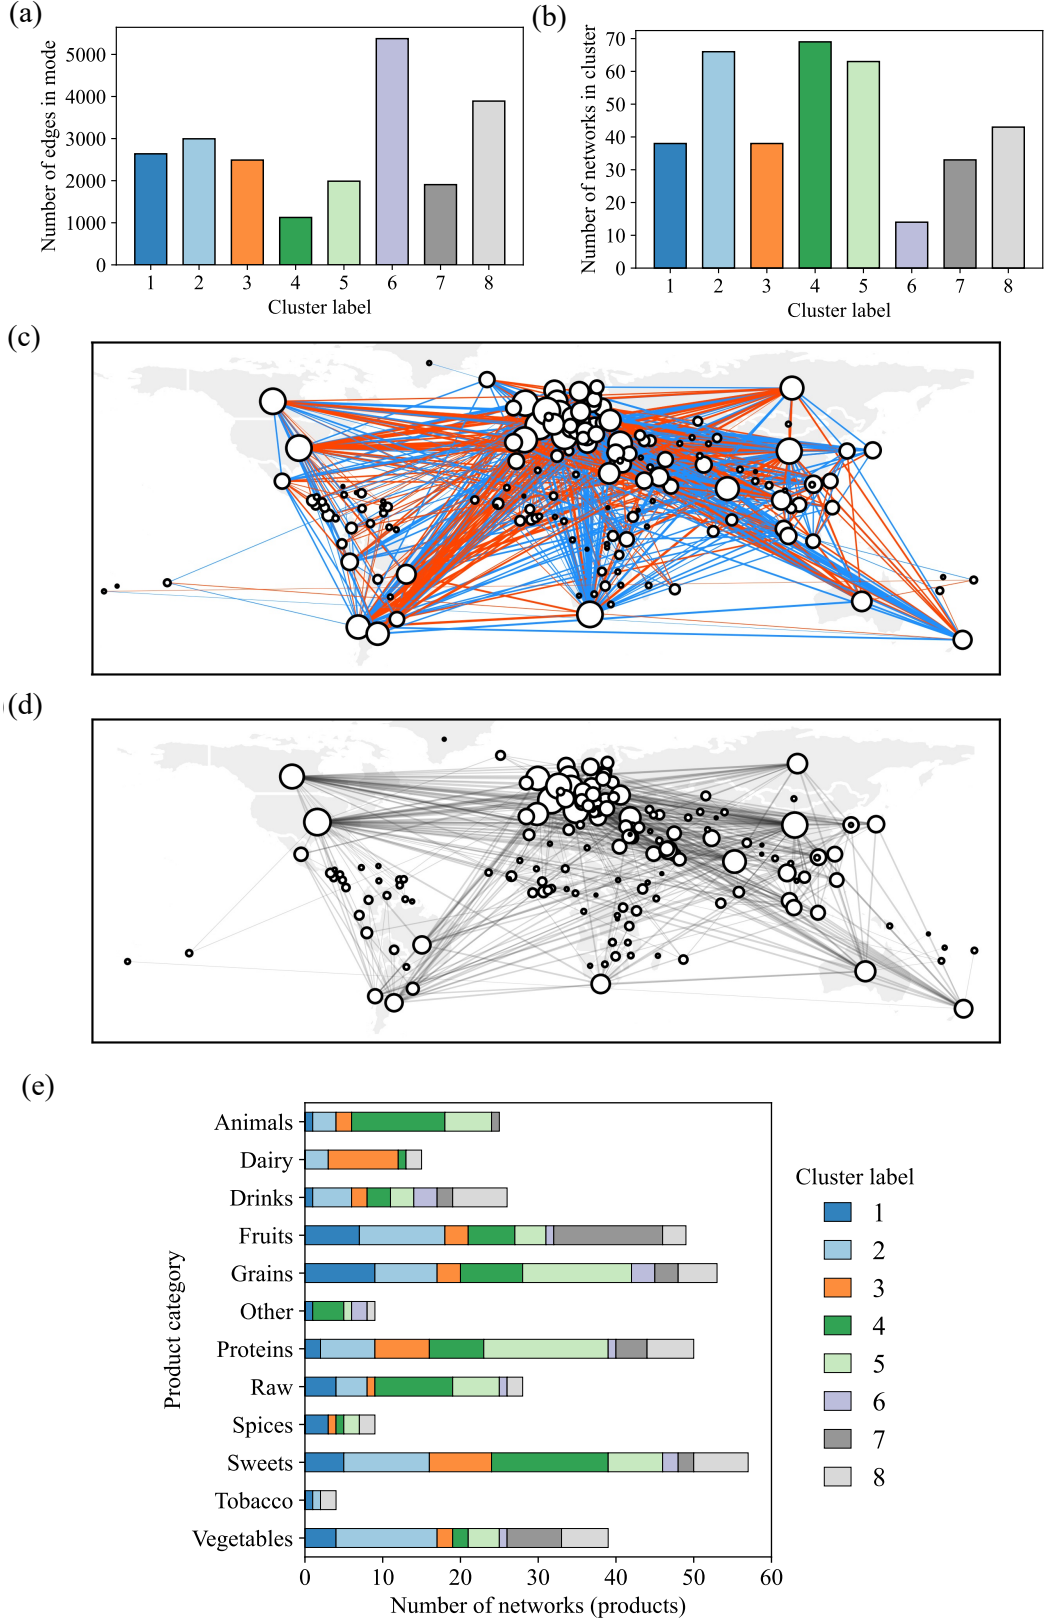 (a)
Number of edges in mode
5000
4000
3000
2000
1000
0
1 2 3 4 5 6 7 8
Cluster label
(b)
Number of networks in cluster
70
60
50
40
30
20
10
0
1 2 3 4 5 6 7 8
Cluster label
(c)
(d)
(e)
Product category
Animals
Dairy
Drinks
Fruits
Grains
Other
Proteins
Raw
Spices
Sweets
Tobacco
Vegetables
0 10 20 30 40 50 60
Number of networks (products)
Cluster label
1
2
3
4
5
6
7
8